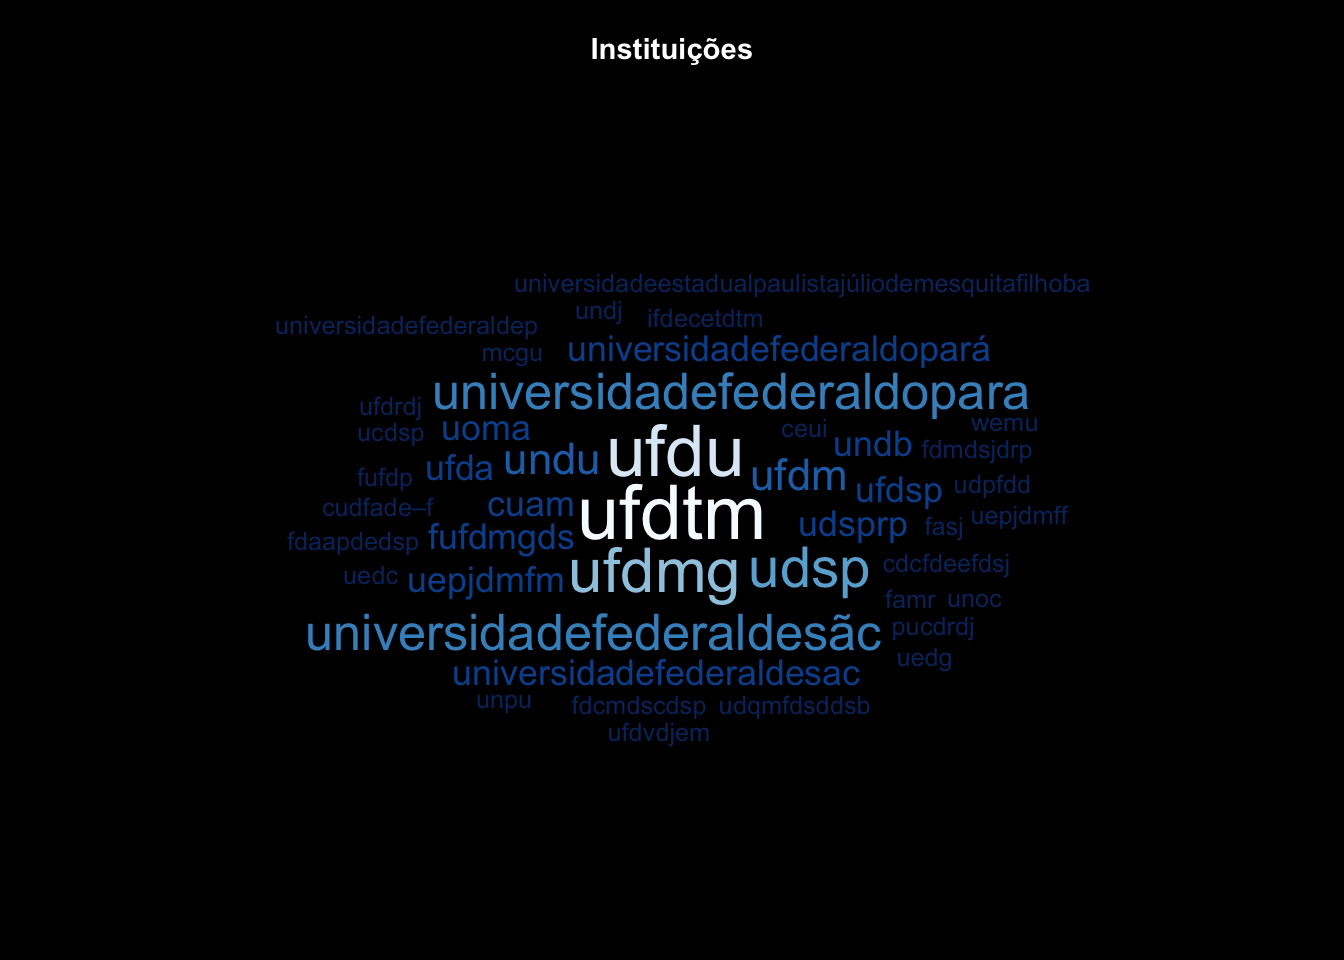 Instituições
universidadeestadualpaulistajúliodemesquitafilhoba
undj ifdecetdtm
universidadefederaldep
mcgu universidadefederaldopará
universidadefederaldopara
ufdrdj
uoma ceui wemu
ucdsp
ufdu undb fdmdsjdrp
undu
ufda ufdm
fufdp ufdsp udpfdd
cudfade–f cuam ufdtm uepjdmff
udsprp fasj
fdaapdedsp fufdmgds
ufdmg udsp cdcfdeefdsj
uedc uepjdmfm
famr unoc
universidadefederaldesãc pucdrdj
uedg
universidadefederaldesac
unpu fdcmdscdsp udqmfdsddsb
ufdvdjem